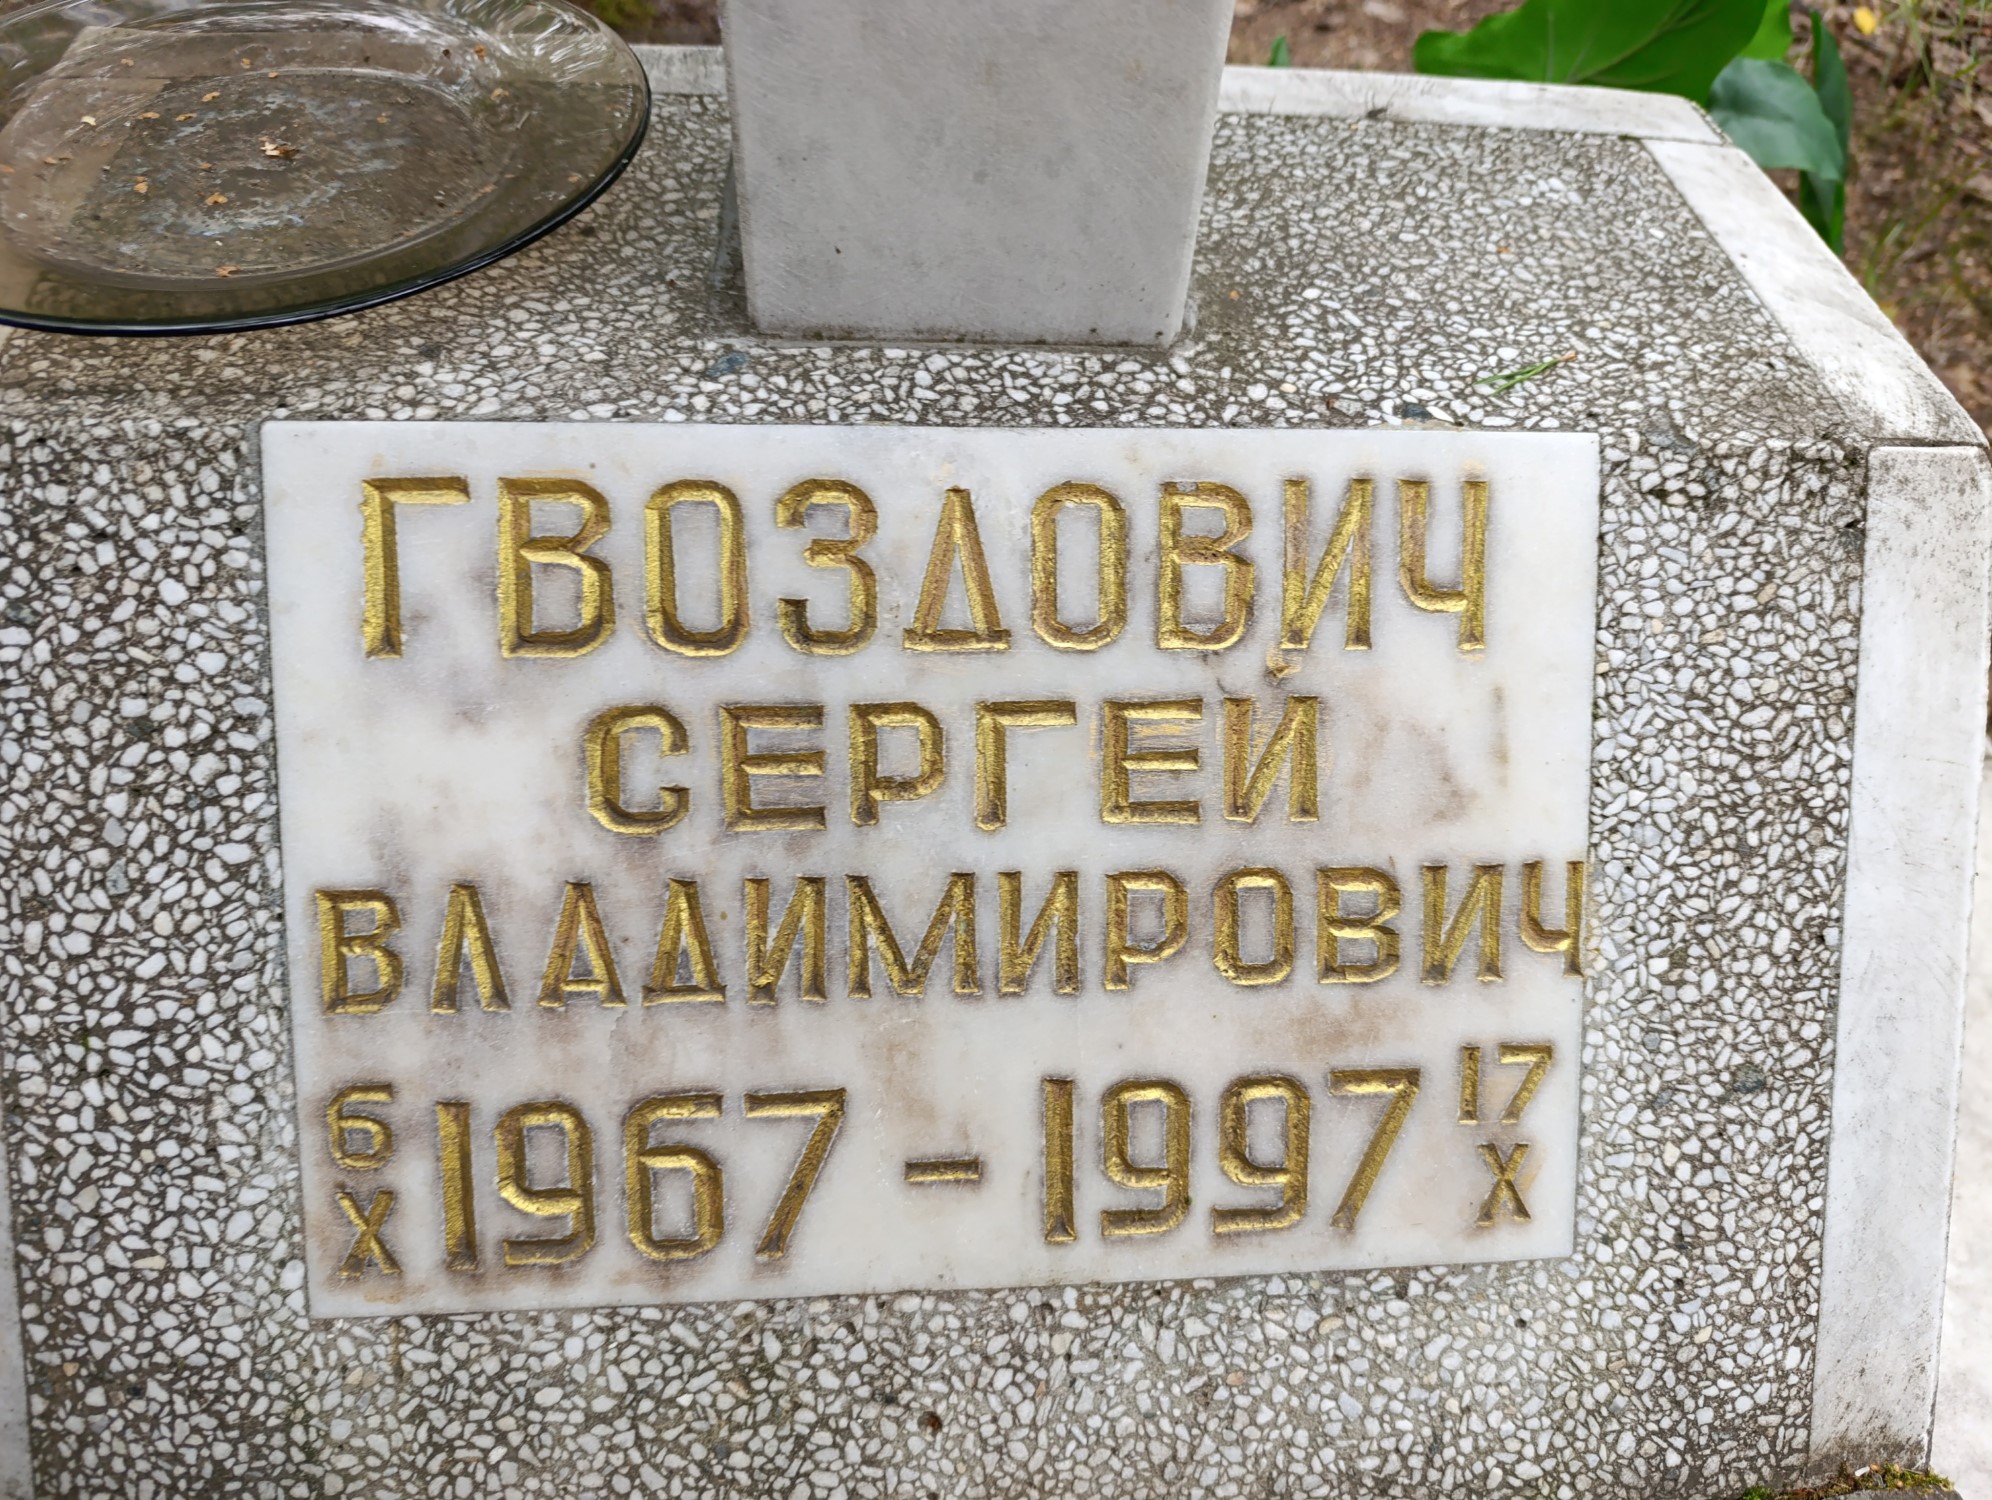 ГВОЗДОВИЧ
СЕРГЕЙ
ВЛАДИМИРОВИЧ
6 X 1967 - 1997 17 X